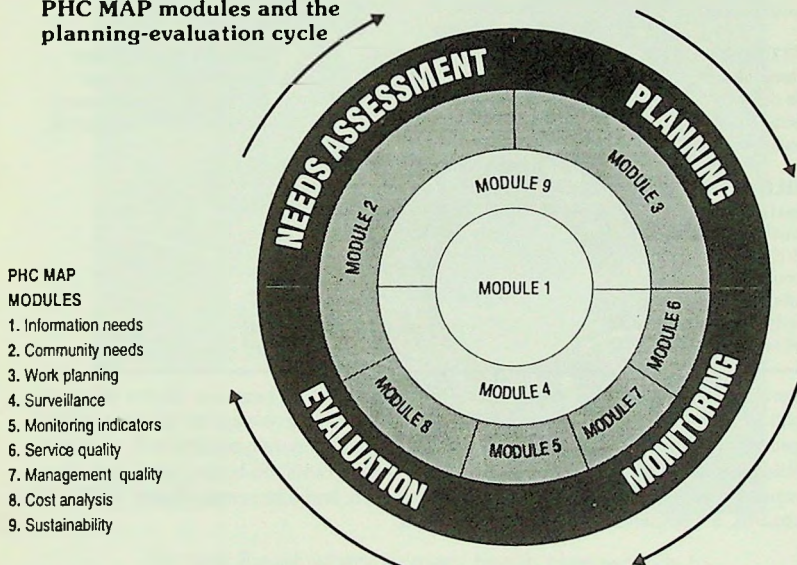 PHC MAP modules and the
planning-evaluation cycle
NEEDS ASSESSMENT
PLANNING
MODULE 2
MODULE 9
MODULE 3
MODULE 1
MODULE 6
MODULE 4
MODULE 7
MODULE 8
MODULE 5
EVALUATION
MONITORING
PHC MAP
MODULES
1. Information needs
2. Community needs
3. Work planning
4. Surveillance
5. Monitoring indicators
6. Service quality
7. Management quality
8. Cost analysis
9. Sustainability